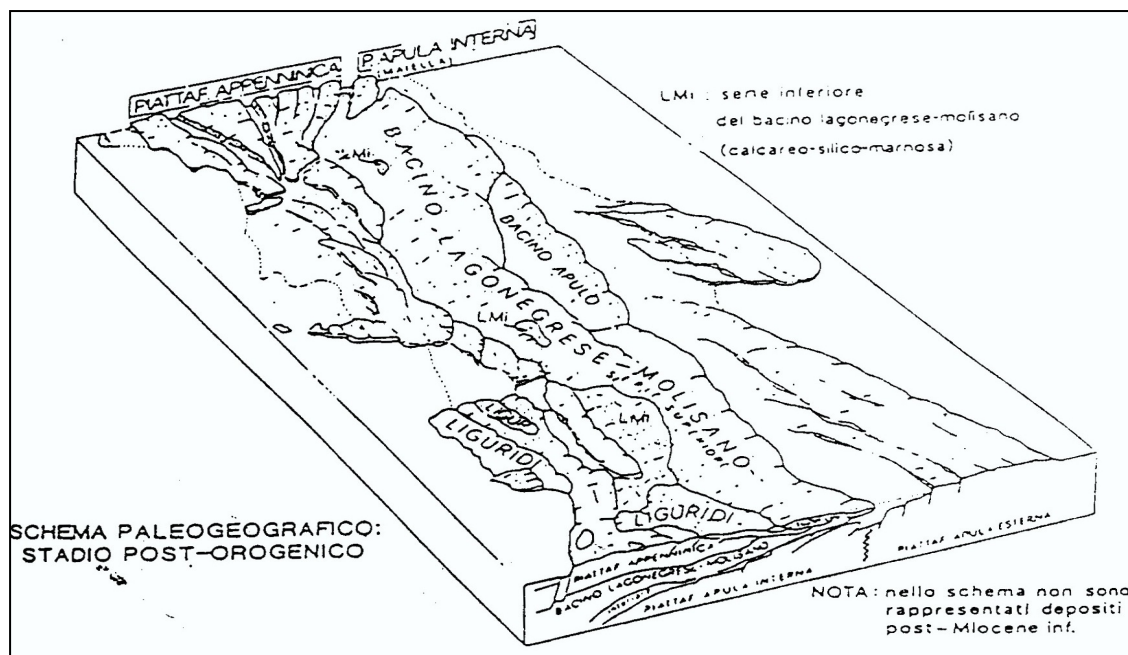 PIATTAF APPENNINICA
P. APULA INTERNA
(MAIELLA)
LMi : serie inferiore
del bacino lagonegrese-molisano
(calcareo-silico-marnosa)
BACINO LAGONEGRESE-MOLISANO
BACINO APULO
LMi
LMi
LIGURIDI
LIGURIDI
SCHEMA PALEOGEOGRAFICO:
STADIO POST-OROGENICO
PIATTAF APPENNINICA
BACINO LAGONEGRESE-MOLISANO
PIATTAF APULA INTERNA
PIATTAF APULA ESTERNA
NOTA: nello schema non sono
rappresentati depositi
post-Miocene inf.